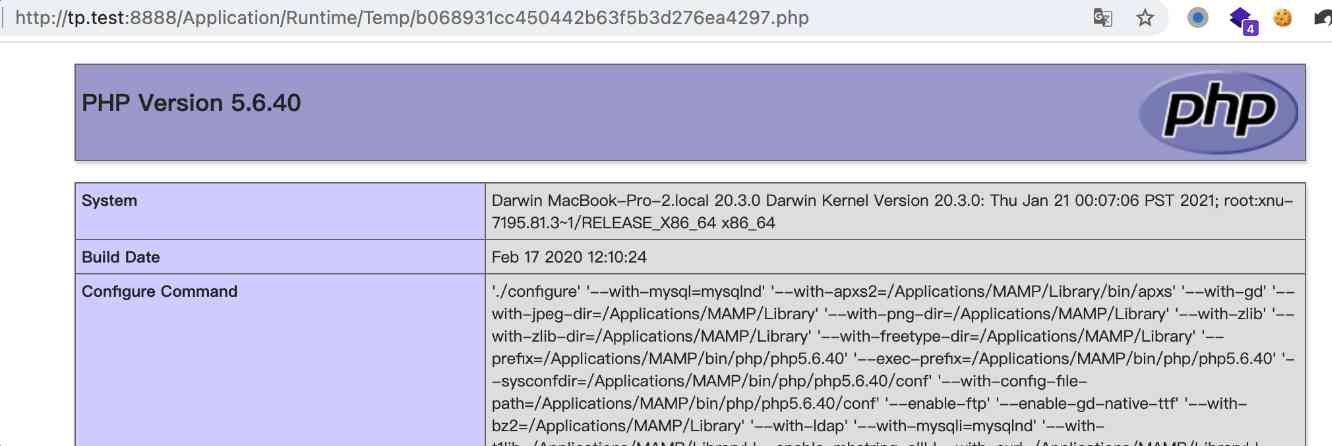 http://tp.test:8888/Application/Runtime/Temp/b068931cc450442b63f5b3d276ea4297.php
4
PHP Version 5.6.40
php
System
Darwin MacBook-Pro-2.local 20.3.0 Darwin Kernel Version 20.3.0: Thu Jan 21 00:07:06 PST 2021; root:xnu-
7195.81.3~1/RELEASE_X86_64 x86_64
Build Date
Feb 17 2020 12:10:24
Configure Command
'./configure' '--with-mysql=mysqlnd' '--with-apxs2=/Applications/MAMP/Library/bin/apxs' '--with-gd' '--
with-jpeg-dir=/Applications/MAMP/Library' '--with-png-dir=/Applications/MAMP/Library' '--with-zlib' '--
with-zlib-dir=/Applications/MAMP/Library' '--with-freetype-dir=/Applications/MAMP/Library' '--
prefix=/Applications/MAMP/bin/php/php5.6.40' '--exec-prefix=/Applications/MAMP/bin/php/php5.6.40' '-
-sysconfdir=/Applications/MAMP/bin/php/php5.6.40/conf' '--with-config-file-
path=/Applications/MAMP/bin/php/php5.6.40/conf' '--enable-ftp' '--enable-gd-native-ttf' '--with-
bz2=/Applications/MAMP/Library' '--with-ldap' '--with-mysqli=mysqlnd' '--with-